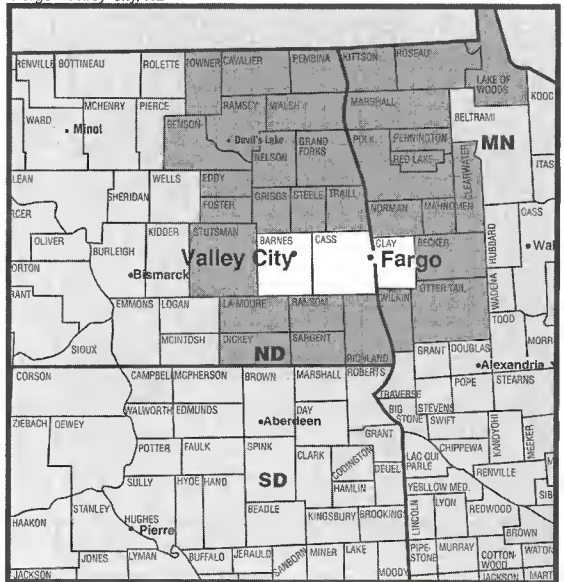 RENVILLE BOTTINEAU ROLETTE TOWNER CAVALIER PEMBINA KITTSON ROSEAU
LAKE OF WOODS KOOC
WARD MCHENRY PIERCE BENSON RAMSEY WALSH MARSHALL BELTRAMI
• Minot • Devil's Lake GRAND FORKS POLK PENNINGTON MN
NELSON RED LAKE CLEARWATER ITAS
LEAN SHERIDAN WELLS EDDY
FOSTER GRIGGS STEELE TRAILL NORMAN MAHNOMEN
RCER KIDDER STUTSMAN HUBBARD CASS
OLIVER BURLEIGH BARNES CASS CLAY BECKER • Wal
Valley City • • Fargo
ORTON • Bismarck WILKIN OTTER TAIL WADENA
RANT EMMONS LOGAN LA MOURE RANSOM TODD
SIOUX MCINTOSH DICKEY SARGENT RICHLAND GRANT DOUGLAS MORR
ND • Alexandria
CORSON CAMPBELL MCPHERSON BROWN MARSHALL ROBERTS TRAVERSE POPE STEARNS
ZIEBACH DEWEY WALWORTH EDMUNDS DAY BIG STONE STEVENS SWIFT
• Aberdeen KANDIYOHI MEEKER
POTTER FAULK SPINK CLARK GRANT LAC QUI PARLE CHIPPEWA
SD CODINGTON DEUEL RENVILLE
SULLY HYDE HAND HAMLIN YESLLOW MED. SIB
HAAKON STANLEY HUGHES BEADLE KINGSBURY BROOKINGS LINCOLN LYON REDWOOD
• Pierre BROWN
JACKSON JONES LYMAN BUFFALO JERAULD SANBORN MINER LAKE MOODY PIPE-STONE MURRAY COTTON-WOOD WATON
JACKSON MART